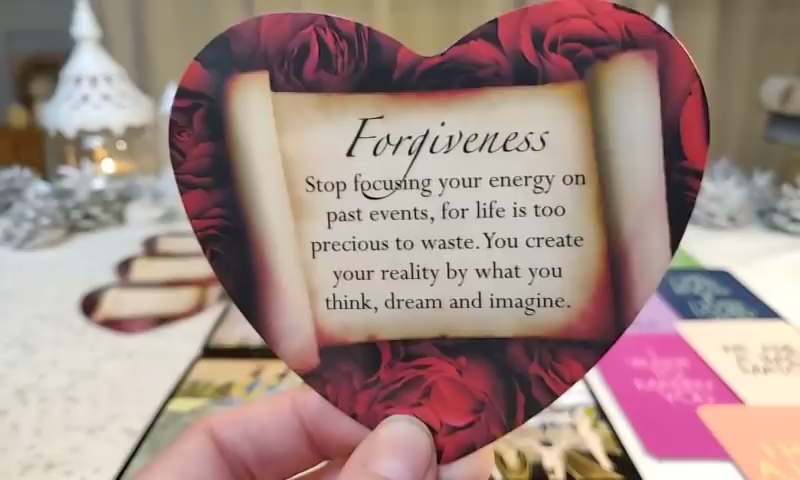 Forgiveness
Stop focusing your energy on
past events, for life is too
precious to waste. You create
your reality by what you
think, dream and imagine.